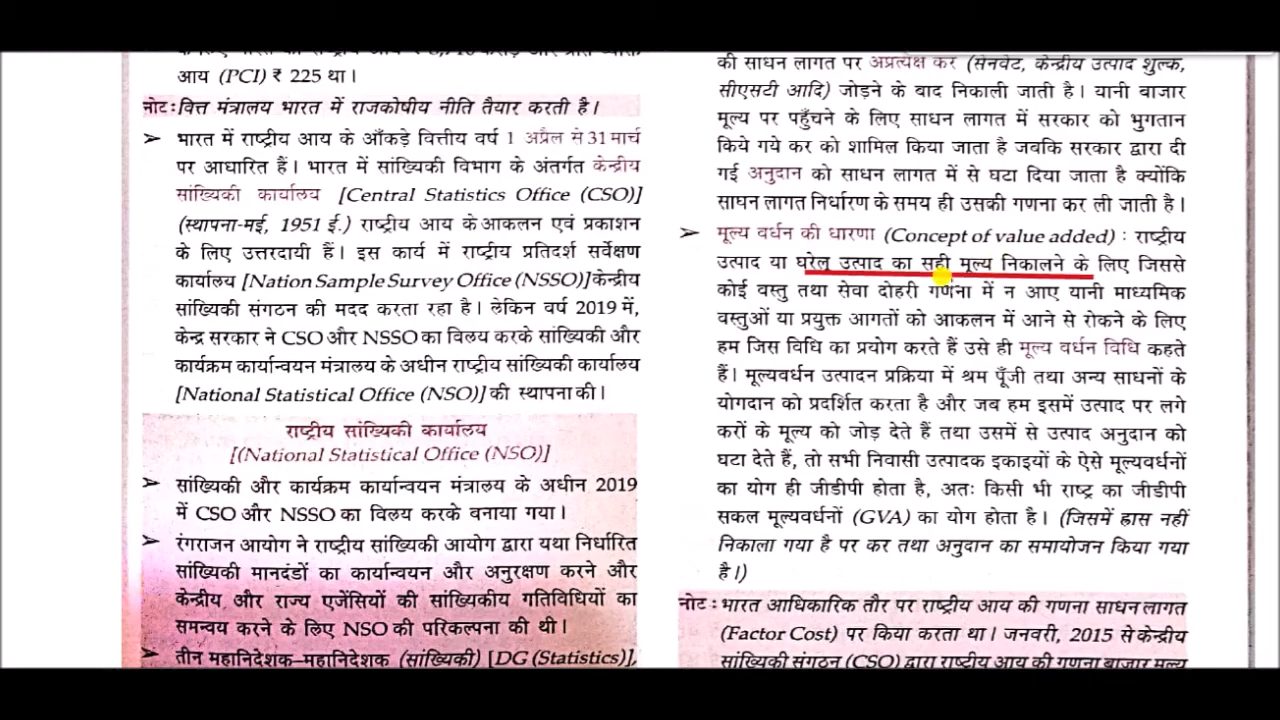 आय (PCI) ₹ 225 था।
नोट : वित्त मंत्रालय भारत में राजकोषीय नीति तैयार करती है।
➢ भारत में राष्ट्रीय आय के आँकड़े वित्तीय वर्ष 1 अप्रैल से 31 मार्च
पर आधारित हैं। भारत में सांख्यिकी विभाग के अंतर्गत केन्द्रीय
सांख्यिकी कार्यालय [Central Statistics Office (CSO)]
(स्थापना-मई, 1951 ई.) राष्ट्रीय आय के आकलन एवं प्रकाशन
के लिए उत्तरदायी हैं। इस कार्य में राष्ट्रीय प्रतिदर्श सर्वेक्षण
कार्यालय [Nation Sample Survey Office (NSSO)] केन्द्रीय
सांख्यिकी संगठन की मदद करता रहा है। लेकिन वर्ष 2019 में,
केन्द्र सरकार ने CSO और NSSO का विलय करके सांख्यिकी और
कार्यक्रम कार्यान्वयन मंत्रालय के अधीन राष्ट्रीय सांख्यिकी कार्यालय
[National Statistical Office (NSO)] की स्थापना की।
राष्ट्रीय सांख्यिकी कार्यालय
[(National Statistical Office (NSO)]
➢ सांख्यिकी और कार्यक्रम कार्यान्वयन मंत्रालय के अधीन 2019
में CSO और NSSO का विलय करके बनाया गया।
➢ रंगराजन आयोग ने राष्ट्रीय सांख्यिकी आयोग द्वारा यथा निर्धारित
सांख्यिकी मानदंडों का कार्यान्वयन और अनुरक्षण करने और
केन्द्रीय और राज्य एजेंसियों की सांख्यिकीय गतिविधियों का
समन्वय करने के लिए NSO की परिकल्पना की थी।
➢ तीन महानिदेशक–महानिदेशक (सांख्यिकी) [DG (Statistics)],
की साधन लागत पर अप्रत्यक्ष कर (सेनवेट, केन्द्रीय उत्पाद शुल्क,
सीएसटी आदि) जोड़ने के बाद निकाली जाती है। यानी बाजार
मूल्य पर पहुँचने के लिए साधन लागत में सरकार को भुगतान
किये गये कर को शामिल किया जाता है जबकि सरकार द्वारा दी
गई अनुदान को साधन लागत में से घटा दिया जाता है क्योंकि
साधन लागत निर्धारण के समय ही उसकी गणना कर ली जाती है।
➢ मूल्य वर्धन की धारणा (Concept of value added) : राष्ट्रीय
उत्पाद या घरेलू उत्पाद का सही मूल्य निकालने के लिए जिससे
कोई वस्तु तथा सेवा दोहरी गणना में न आए यानी माध्यमिक
वस्तुओं या प्रयुक्त आगतों को आकलन में आने से रोकने के लिए
हम जिस विधि का प्रयोग करते हैं उसे ही मूल्य वर्धन विधि कहते
हैं। मूल्यवर्धन उत्पादन प्रक्रिया में श्रम पूँजी तथा अन्य साधनों के
योगदान को प्रदर्शित करता है और जब हम इसमें उत्पाद पर लगे
करों के मूल्य को जोड़ देते हैं तथा उसमें से उत्पाद अनुदान को
घटा देते हैं, तो सभी निवासी उत्पादक इकाइयों के ऐसे मूल्यवर्धनों
का योग ही जीडीपी होता है, अतः किसी भी राष्ट्र का जीडीपी
सकल मूल्यवर्धनों (GVA) का योग होता है। (जिसमें ह्रास नहीं
निकाला गया है पर कर तथा अनुदान का समायोजन किया गया
है।)
नोट : भारत आधिकारिक तौर पर राष्ट्रीय आय की गणना साधन लागत
(Factor Cost) पर किया करता था। जनवरी, 2015 से केन्द्रीय
सांख्यिकी संगठन (CSO) द्वारा राष्ट्रीय आय की गणना बाजार मूल्य